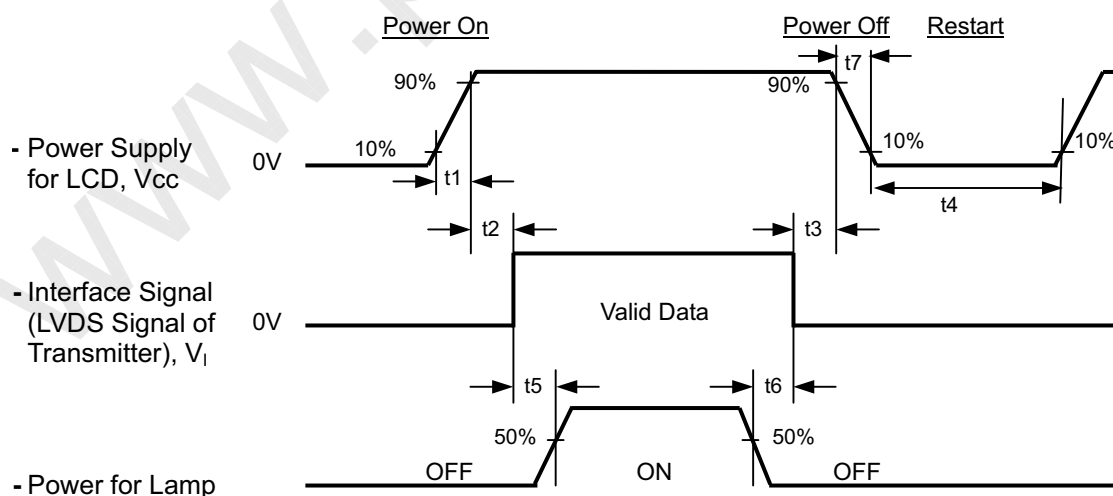 Power On
Power Off
Restart
t7
90%
90%
- Power Supply
for LCD, Vcc
0V
10%
10%
10%
t1
t4
t2
t3
- Interface Signal
(LVDS Signal of
Transmitter), VI
0V
Valid Data
t5
t6
50%
50%
- Power for Lamp
OFF
ON
OFF
www.